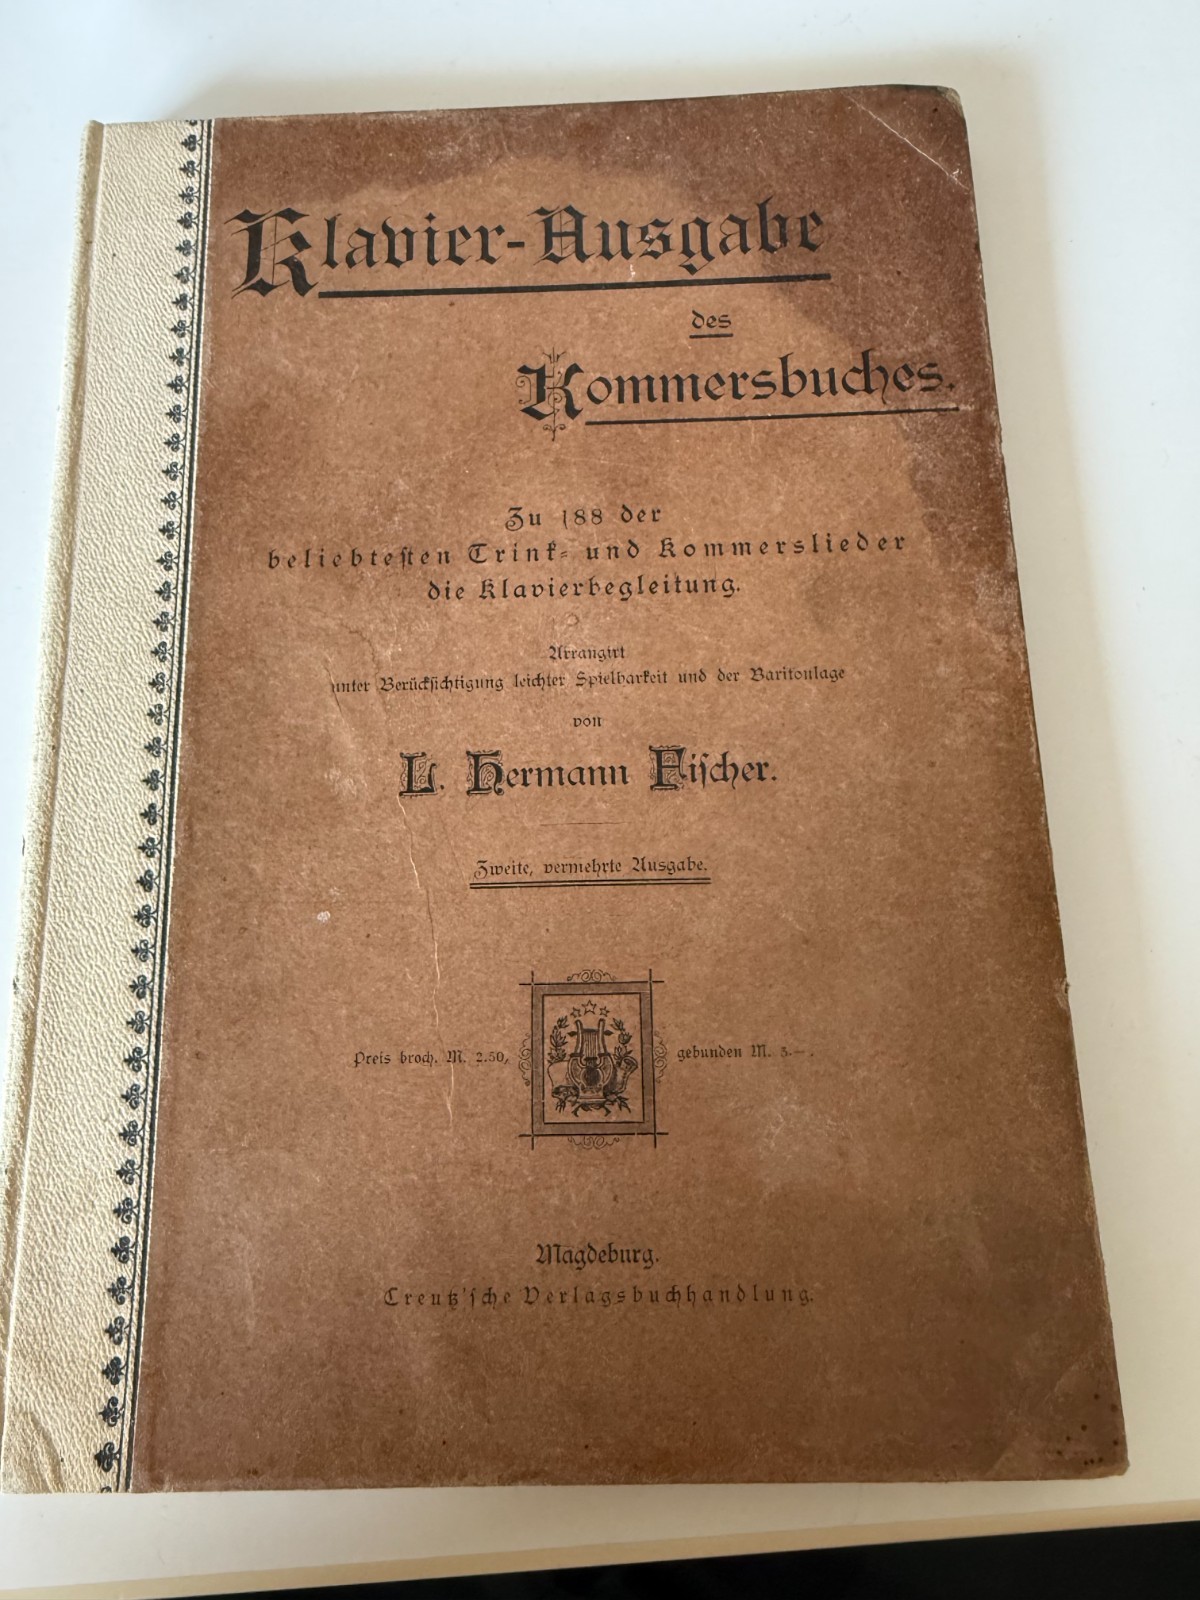 Klavier-Ausgabe
des
Kommersbuches.
Zu 188 der
beliebteſten Trink- und Kommerslieder
die Klavierbegleitung.
Arrangirt
unter Berückſichtigung leichter Spielbarkeit und der Baritonlage
von
L. Hermann Fiſcher.
Zweite, vermehrte Ausgabe.
Preis broch. M. 2.50, gebunden M. 3.—.
Magdeburg.
Creutz'ſche Verlagsbuchhandlung.